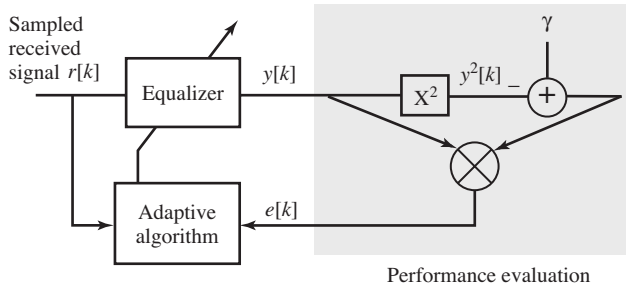 Sampled
received
signal r[k]
Equalizer
y[k]
X²
y²[k]
−
γ
+
Adaptive
algorithm
e[k]
Performance evaluation